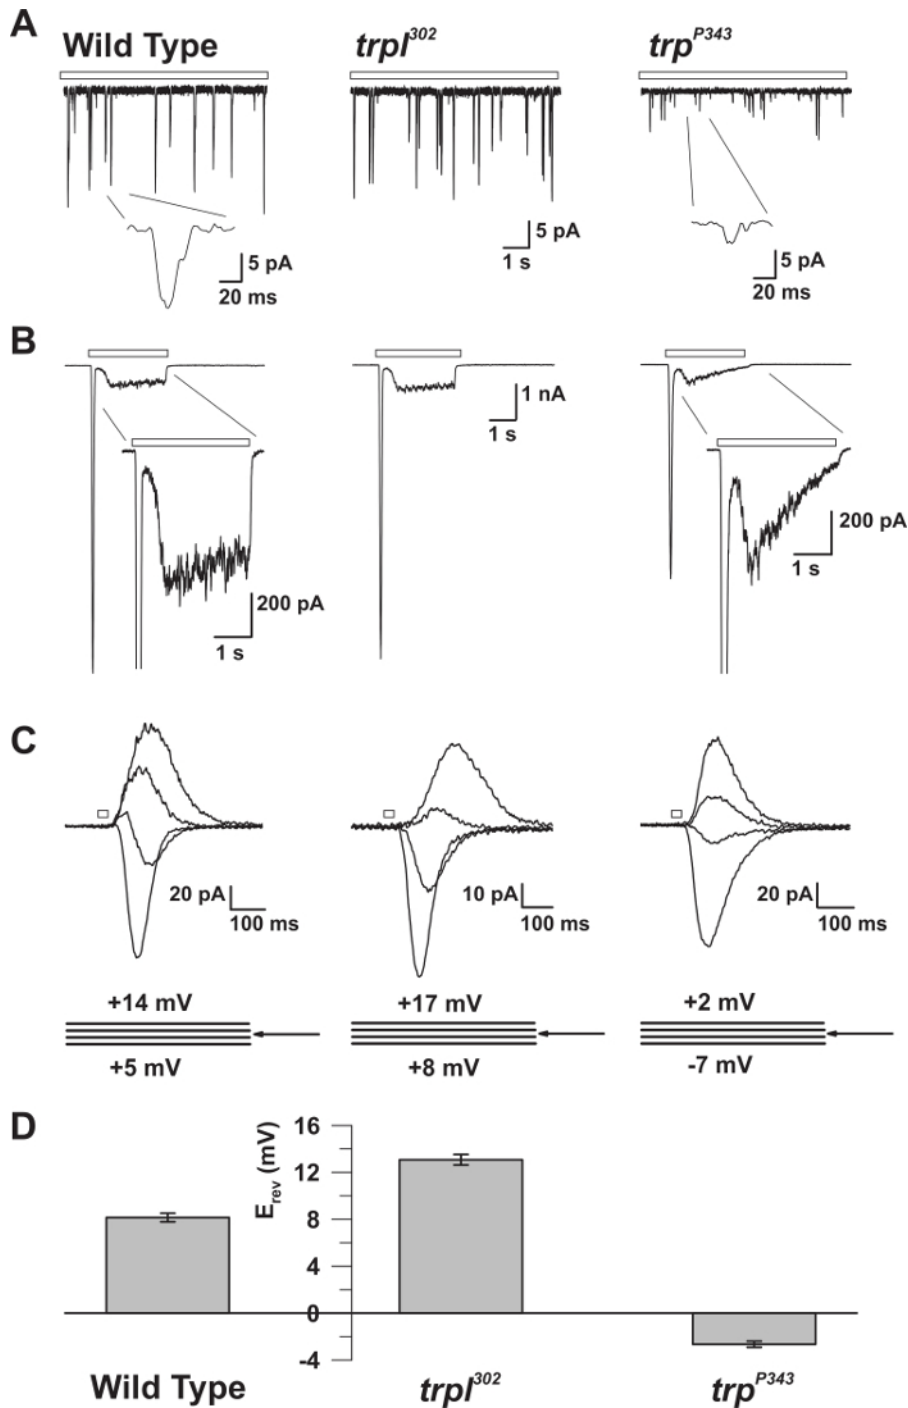 A
Wild Type trpl³⁰² trpᴾ³⁴³
5 pA
20 ms
5 pA
1 s
5 pA
20 ms
B
1 nA
1 s
200 pA
1 s
200 pA
1 s
C
20 pA
100 ms
10 pA
100 ms
20 pA
100 ms
+14 mV +17 mV +2 mV
+5 mV +8 mV -7 mV
D
E_rev (mV)
16
12
8
4
0
-4
Wild Type trpl³⁰² trpᴾ³⁴³